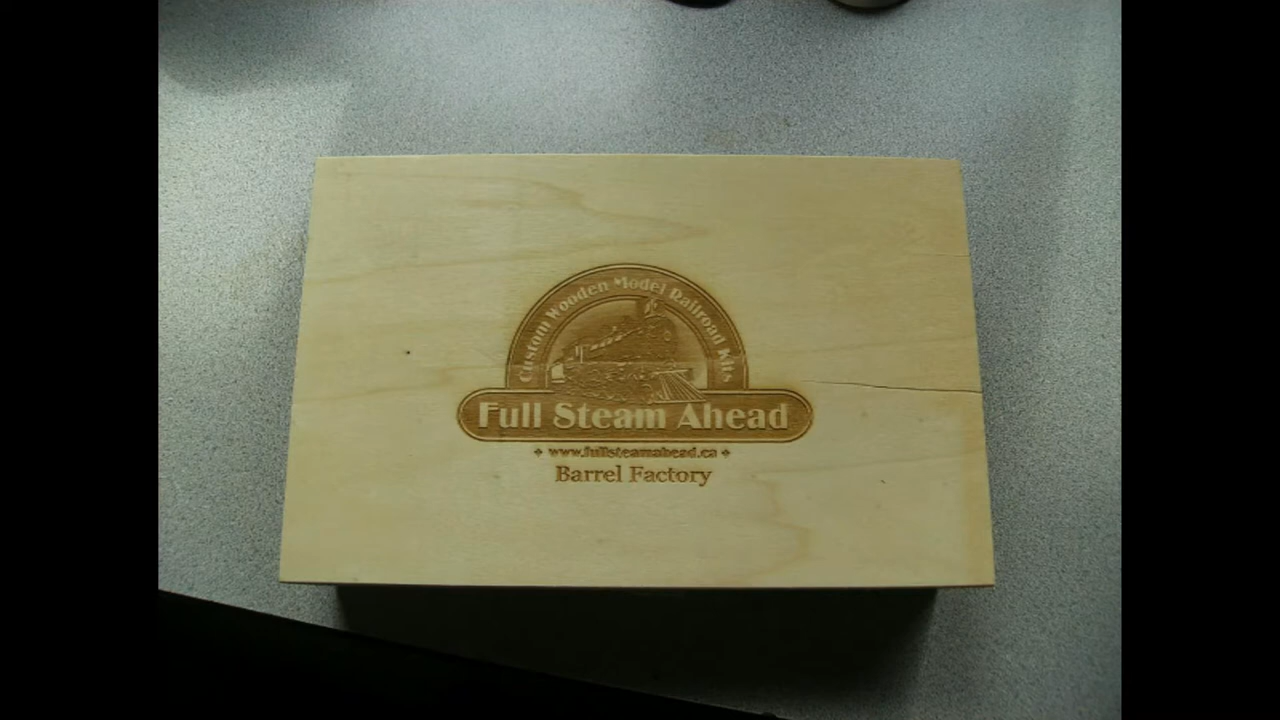 Custom Wooden Model Railroad Kits
Full Steam Ahead
www.fullsteamahead.ca
Barrel Factory